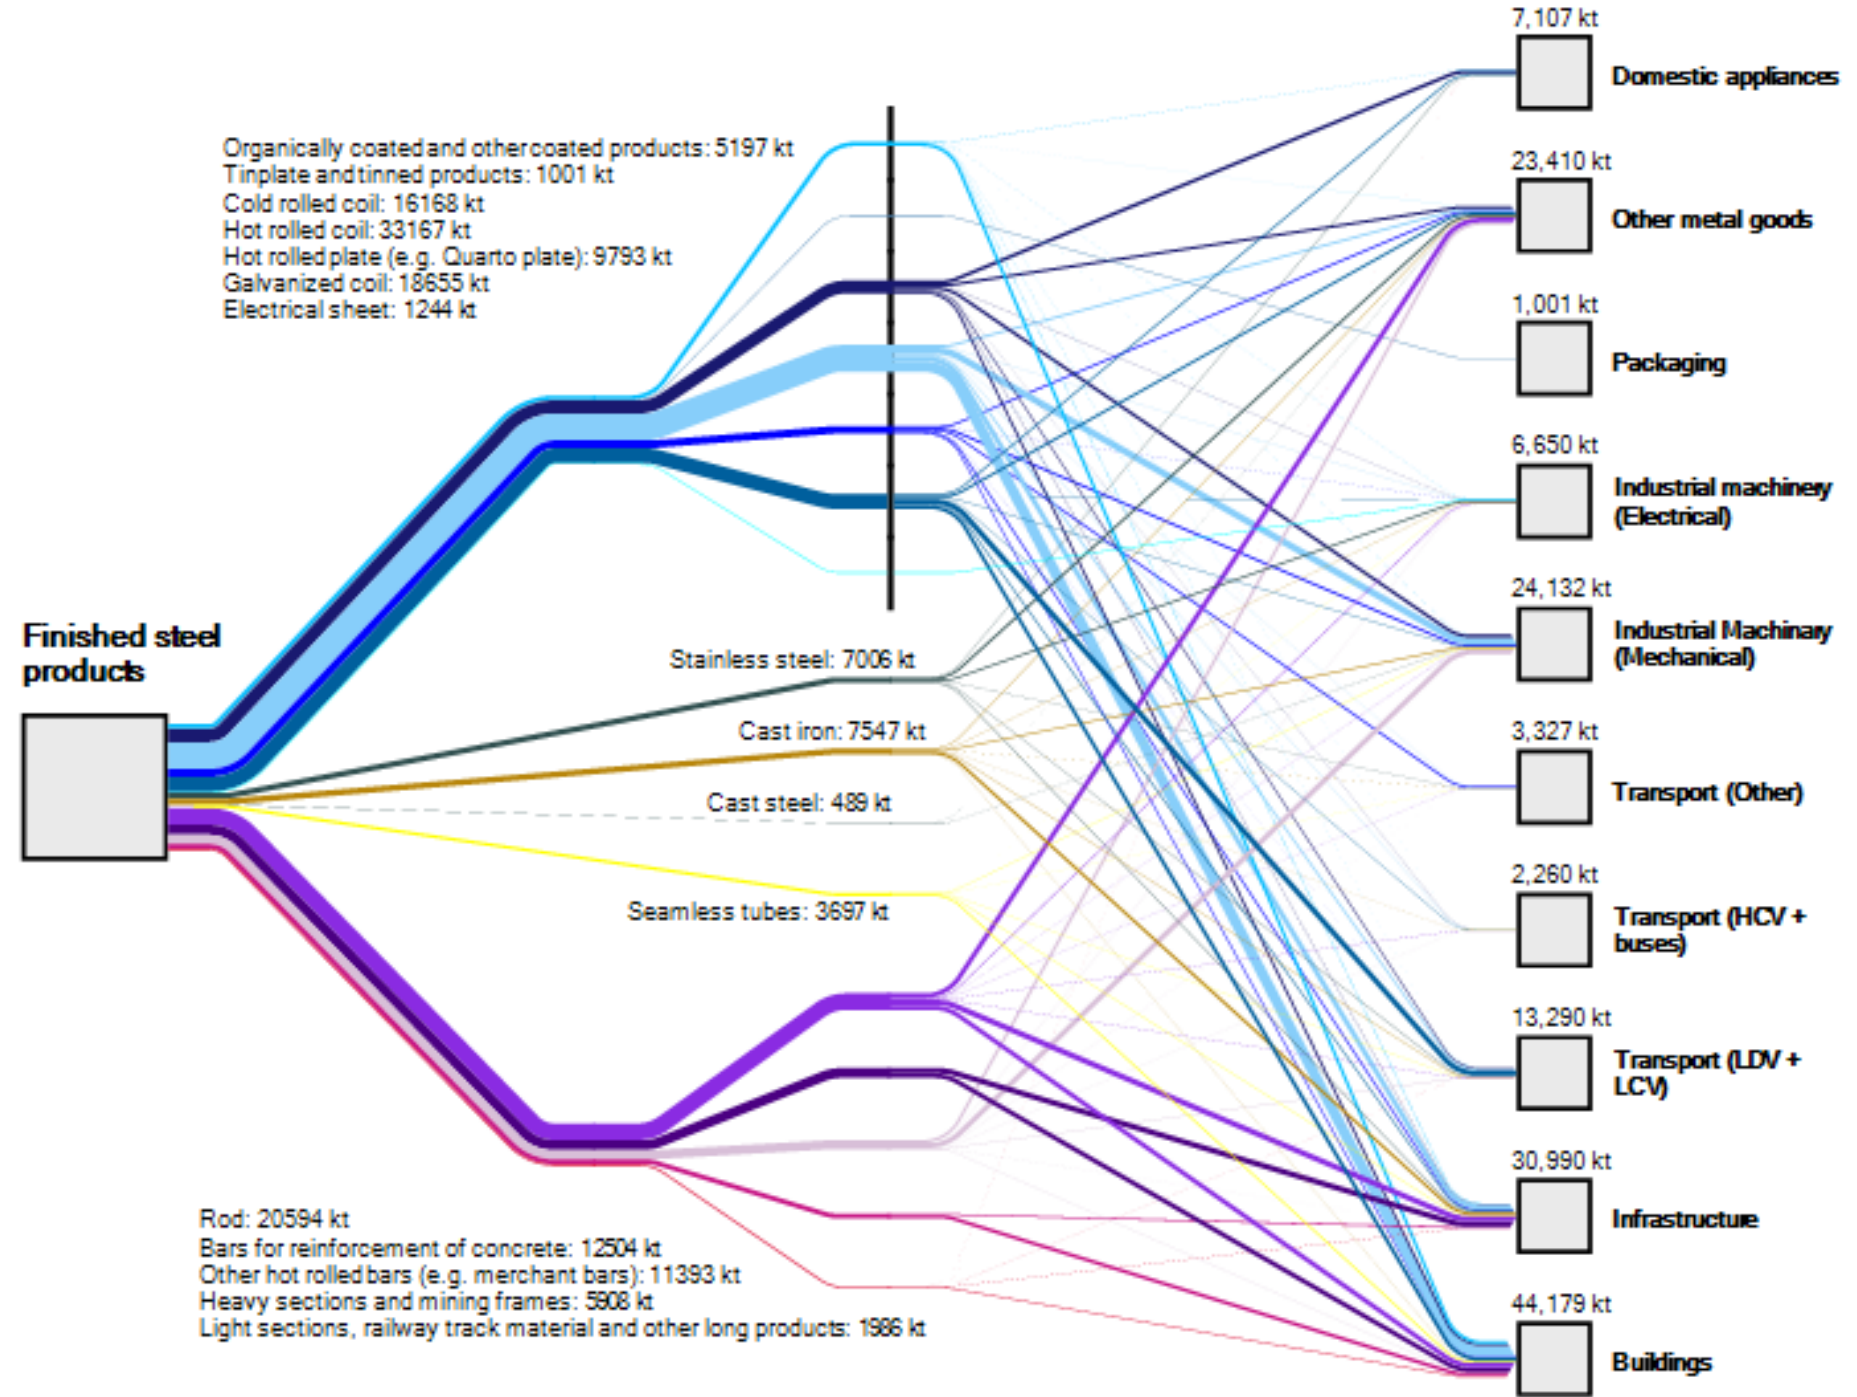 7,107 kt
Domestic appliances
Organically coated and other coated products: 5197 kt
Tinplate and tinned products: 1001 kt
Cold rolled coil: 16168 kt
Hot rolled coil: 33167 kt
Hot rolled plate (e.g. Quarto plate): 9793 kt
Galvanized coil: 18655 kt
Electrical sheet: 1244 kt
23,410 kt
Other metal goods
1,001 kt
Packaging
6,650 kt
Industrial machinery
(Electrical)
24,132 kt
Industrial Machinary
(Mechanical)
Finished steel
products
Stainless steel: 7006 kt
Cast iron: 7547 kt
Cast steel: 489 kt
Seamless tubes: 3697 kt
3,327 kt
Transport (Other)
2,260 kt
Transport (HCV +
buses)
13,290 kt
Transport (LDV +
LCV)
30,990 kt
Infrastructure
Rod: 20594 kt
Bars for reinforcement of concrete: 12504 kt
Other hot rolled bars (e.g. merchant bars): 11393 kt
Heavy sections and mining frames: 5908 kt
Light sections, railway track material and other long products: 1986 kt
44,179 kt
Buildings